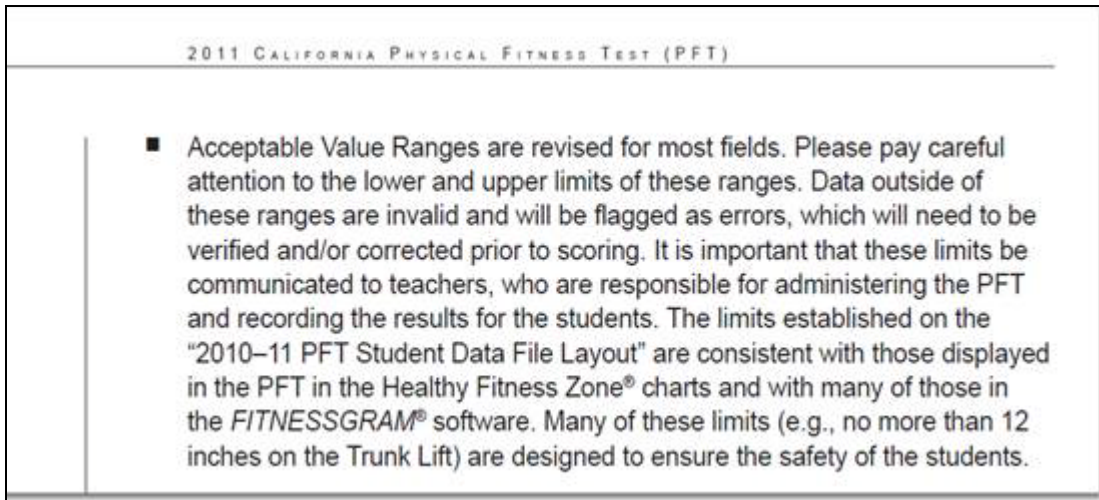 2011 CALIFORNIA PHYSICAL FITNESS TEST (PFT)
■ Acceptable Value Ranges are revised for most fields. Please pay careful
attention to the lower and upper limits of these ranges. Data outside of
these ranges are invalid and will be flagged as errors, which will need to be
verified and/or corrected prior to scoring. It is important that these limits be
communicated to teachers, who are responsible for administering the PFT
and recording the results for the students. The limits established on the
“2010–11 PFT Student Data File Layout” are consistent with those displayed
in the PFT in the Healthy Fitness Zone® charts and with many of those in
the FITNESSGRAM® software. Many of these limits (e.g., no more than 12
inches on the Trunk Lift) are designed to ensure the safety of the students.